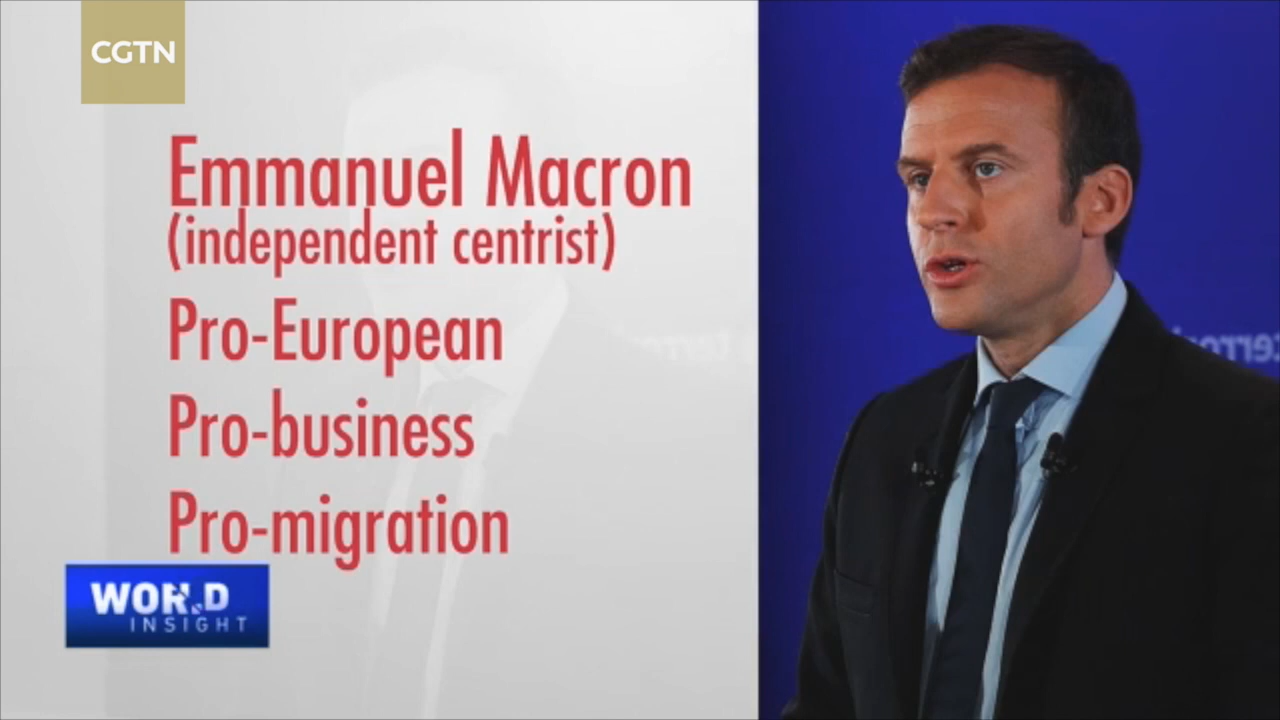 CGTN
Emmanuel Macron
(independent centrist)
Pro-European
Pro-business
Pro-migration
WORLD
INSIGHT